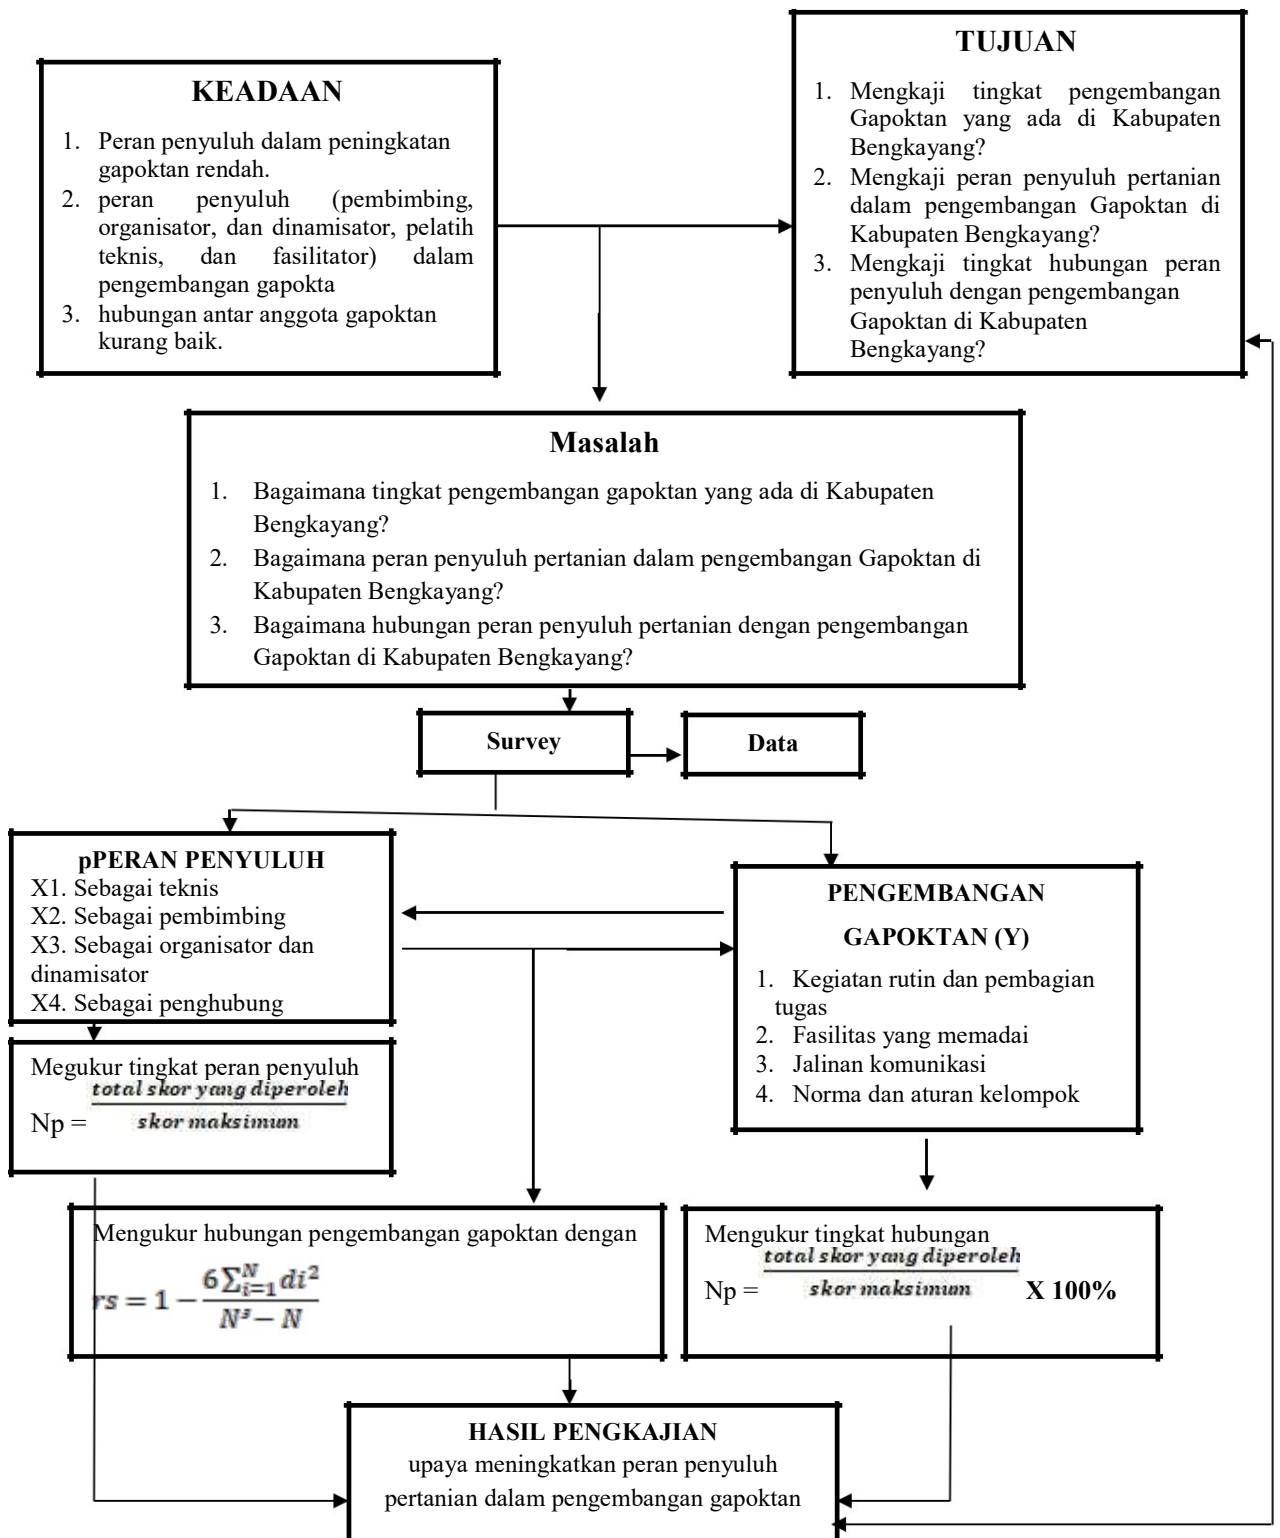 KEADAAN
1. Peran penyuluh dalam peningkatan
gapoktan rendah.
2. peran penyuluh (pembimbing,
organisator, dan dinamisator, pelatih
teknis, dan fasilitator) dalam
pengembangan gapokta
3. hubungan antar anggota gapoktan
kurang baik.
TUJUAN
1. Mengkaji tingkat pengembangan
Gapoktan yang ada di Kabupaten
Bengkayang?
2. Mengkaji peran penyuluh pertanian
dalam pengembangan Gapoktan di
Kabupaten Bengkayang?
3. Mengkaji tingkat hubungan peran
penyuluh dengan pengembangan
Gapoktan di Kabupaten
Bengkayang?
Masalah
1. Bagaimana tingkat pengembangan gapoktan yang ada di Kabupaten
Bengkayang?
2. Bagaimana peran penyuluh pertanian dalam pengembangan Gapoktan di
Kabupaten Bengkayang?
3. Bagaimana hubungan peran penyuluh pertanian dengan pengembangan
Gapoktan di Kabupaten Bengkayang?
Survey
Data
pPERAN PENYULUH
X1. Sebagai teknis
X2. Sebagai pembimbing
X3. Sebagai organisator dan
dinamisator
X4. Sebagai penghubung
PENGEMBANGAN
GAPOKTAN (Y)
1. Kegiatan rutin dan pembagian
tugas
2. Fasilitas yang memadai
3. Jalinan komunikasi
4. Norma dan aturan kelompok
Megukur tingkat peran penyuluh
total skor yang diperoleh
Np =
skor maksimum
Mengukur hubungan pengembangan gapoktan dengan
6∑ᴺᵢ₌₁ di²
rs = 1 −
N³ − N
Mengukur tingkat hubungan
total skor yang diperoleh
Np =
skor maksimum
X 100%
HASIL PENGKAJIAN
upaya meningkatkan peran penyuluh
pertanian dalam pengembangan gapoktan